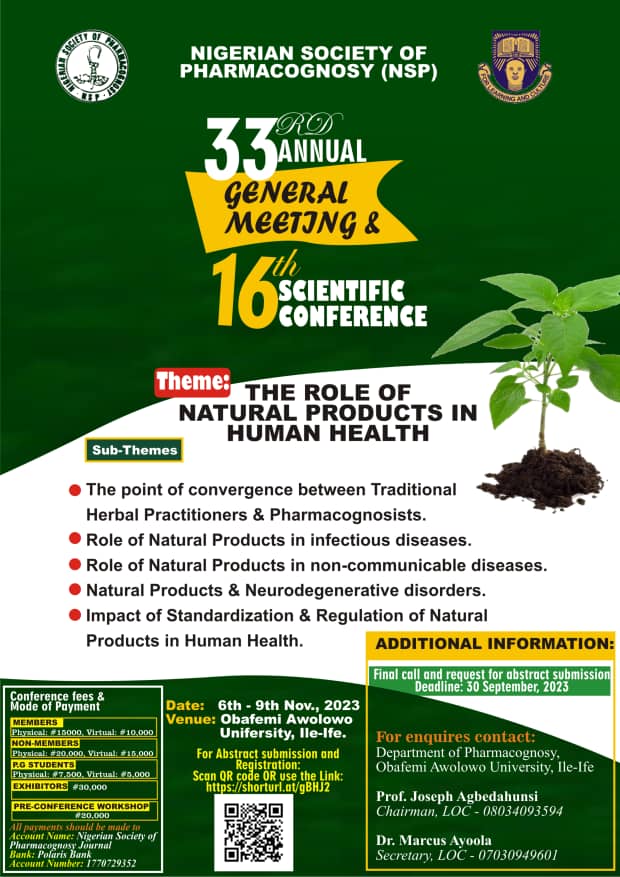 NIGERIAN SOCIETY OF PHARMACOGNOSY
N S P
NIGERIAN SOCIETY OF
PHARMACOGNOSY (NSP)
FOR LEARNING AND CULTURE
33RD
ANNUAL
GENERAL
MEETING &
16th
SCIENTIFIC
CONFERENCE
Theme:
THE ROLE OF
NATURAL PRODUCTS IN
HUMAN HEALTH
Sub-Themes
The point of convergence between Traditional
Herbal Practitioners & Pharmacognosists.
Role of Natural Products in infectious diseases.
Role of Natural Products in non-communicable diseases.
Natural Products & Neurodegenerative disorders.
Impact of Standardization & Regulation of Natural
Products in Human Health.
Conference fees &
Mode of Payment
MEMBERS
Physical: #15000, Virtual: #10,000
NON-MEMBERS
Physical: #20,000, Virtual: #15,000
P.G STUDENTS
Physical: #7,500, Virtual: #5,000
EXHIBITORS #30,000
PRE-CONFERENCE WORKSHOP
#20,000
All payments should be made to
Account Name: Nigerian Society of
Pharmacognosy Journal
Bank: Polaris Bank
Account Number: 1770729352
Date: 6th - 9th Nov., 2023
Venue: Obafemi Awolowo
Unifersity, Ile-Ife.
For Abstract submission and
Registration:
Scan QR code OR use the Link:
https://shorturl.at/gBHJ2
ADDITIONAL INFORMATION:
Final call and request for abstract submission
Deadline: 30 September, 2023
For enquires contact:
Department of Pharmacognosy,
Obafemi Awolowo University, Ile-Ife
Prof. Joseph Agbedahunsi
Chairman, LOC - 08034093594
Dr. Marcus Ayoola
Secretary, LOC - 07030949601